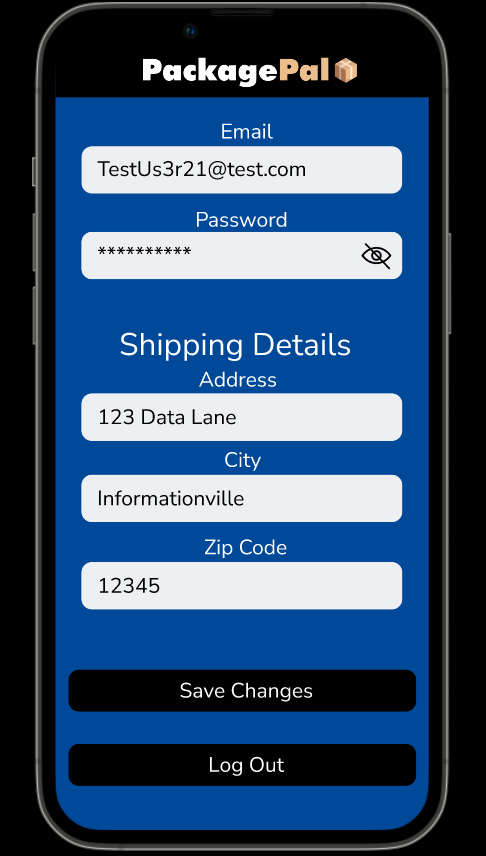 PackagePal
Email
TestUs3r21@test.com
Password
**********
Shipping Details
Address
123 Data Lane
City
Informationville
Zip Code
12345
Save Changes
Log Out